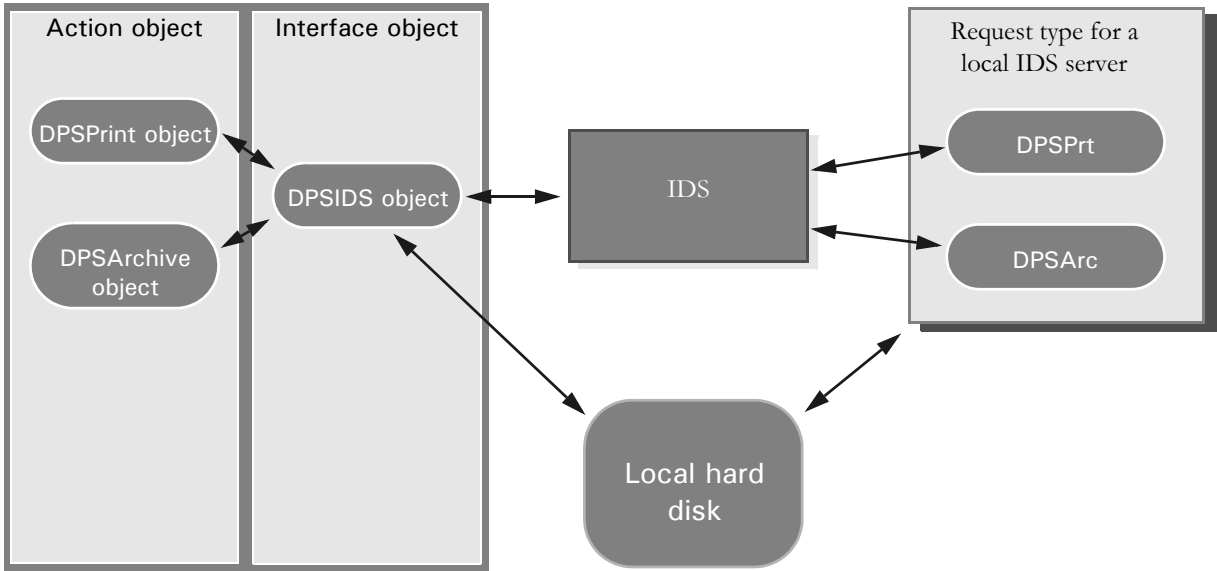 Action object
Interface object
Request type for a
local IDS server
DPSPrint object
DPSArchive
object
DPSIDS object
IDS
DPSPrt
DPSArc
Local hard
disk